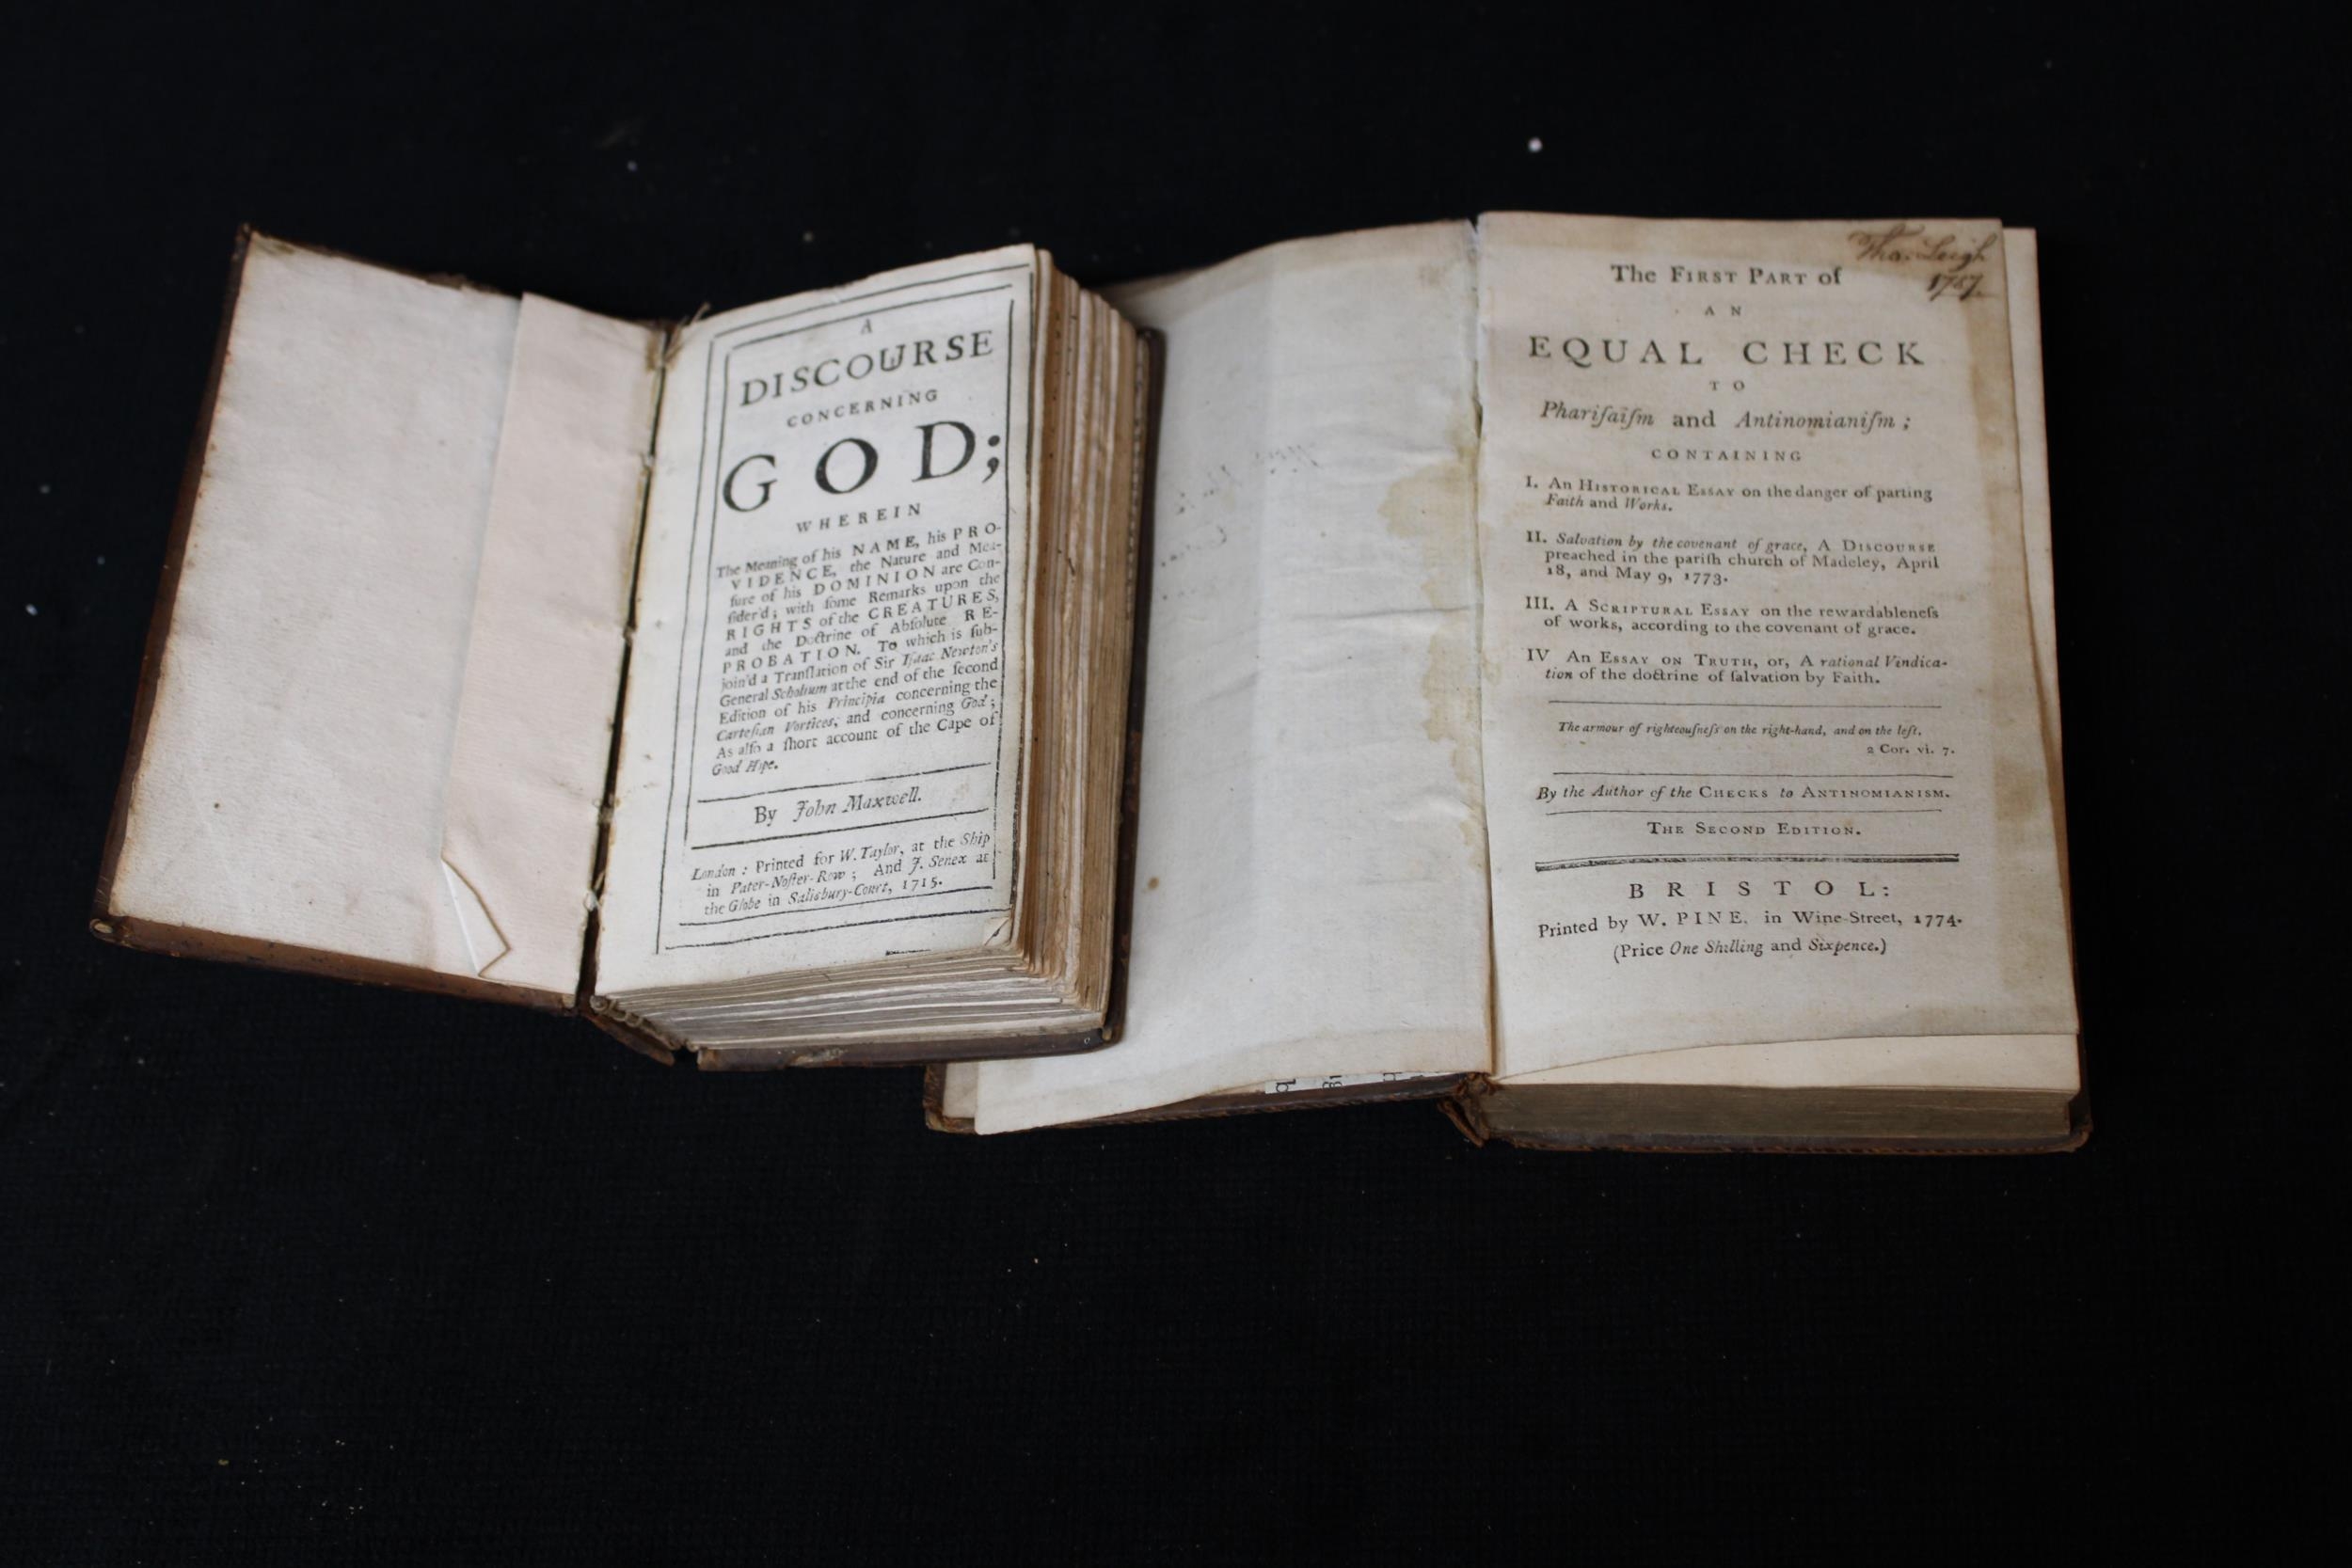 A
DISCOURSE
CONCERNING
GOD;
WHEREIN
The Meaning of his NAME, his PRO-
VIDENCE, the Nature and Mea-
ſure of his DOMINION are Con-
ſider'd; with ſome Remarks upon the
RIGHTS of the CREATURES,
and the Doctrine of Abſolute RE-
PROBATION. To which is ſub-
join'd a Tranſlation of Sir Iſaac Newton's
General Scholium at the end of the ſecond
Edition of his Principia concerning the
Carteſian Vortices, and concerning God;
As alſo a ſhort account of the Cape of
Good Hope.
By John Maxwell.
London: Printed for W. Taylor, at the Ship
in Pater-Noſter-Row; And J. Senex at
the Globe in Salisbury-Court, 1715.
Tho. Leigh
1787.
The FIRST PART of
AN
EQUAL CHECK
TO
Phariſaiſm and Antinomianiſm;
CONTAINING
I. An HISTORICAL ESSAY on the danger of parting
Faith and Works.
II. Salvation by the covenant of grace, A DISCOURSE
preached in the pariſh church of Madeley, April
18, and May 9, 1773.
III. A SCRIPTURAL ESSAY on the rewardableneſs
of works, according to the covenant of grace.
IV An ESSAY ON TRUTH, or, A rational Vindica-
tion of the doctrine of ſalvation by Faith.
The armour of righteouſneſs on the right-hand, and on the left.
2 Cor. vi. 7.
By the Author of the CHECKS to ANTINOMIANISM.
THE SECOND EDITION.
BRISTOL:
Printed by W. PINE, in Wine-Street, 1774.
(Price One Shilling and Sixpence.)